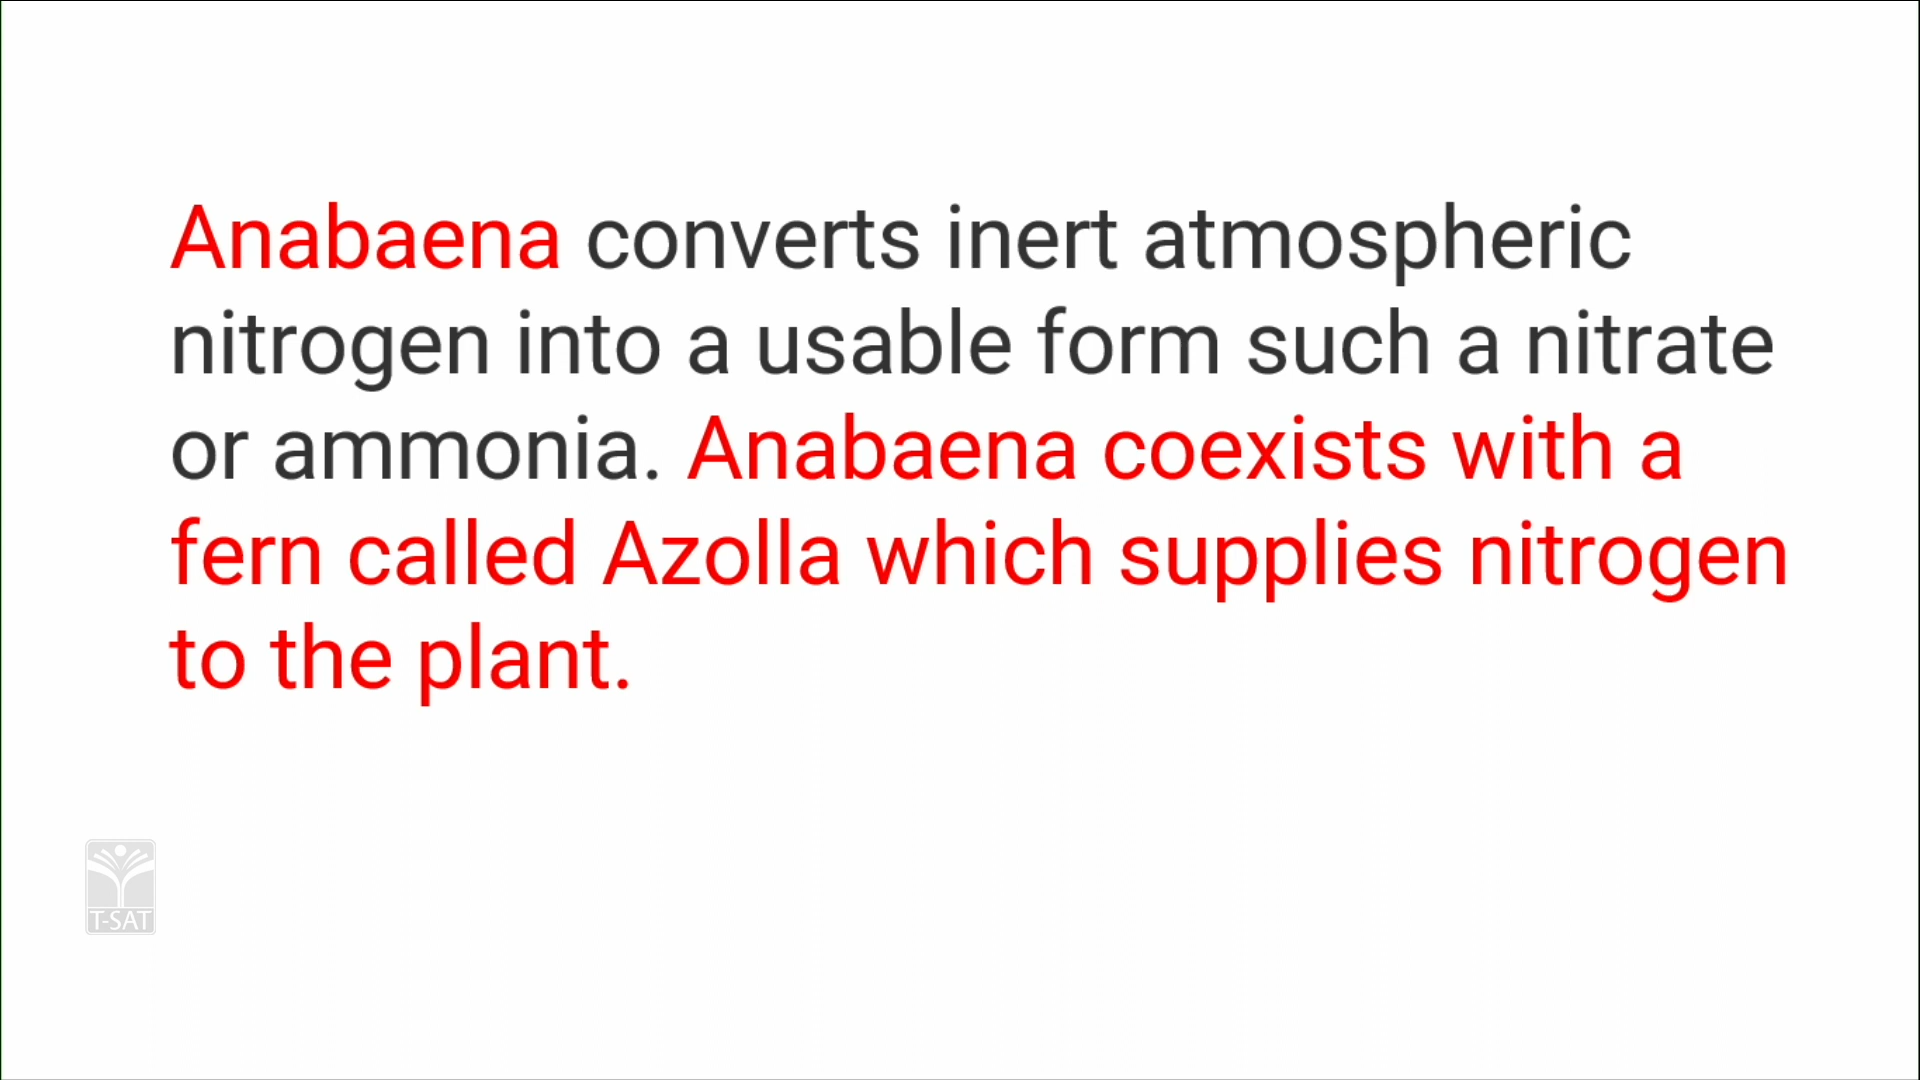 Anabaena converts inert atmospheric
nitrogen into a usable form such a nitrate
or ammonia. Anabaena coexists with a
fern called Azolla which supplies nitrogen
to the plant.
T-SAT